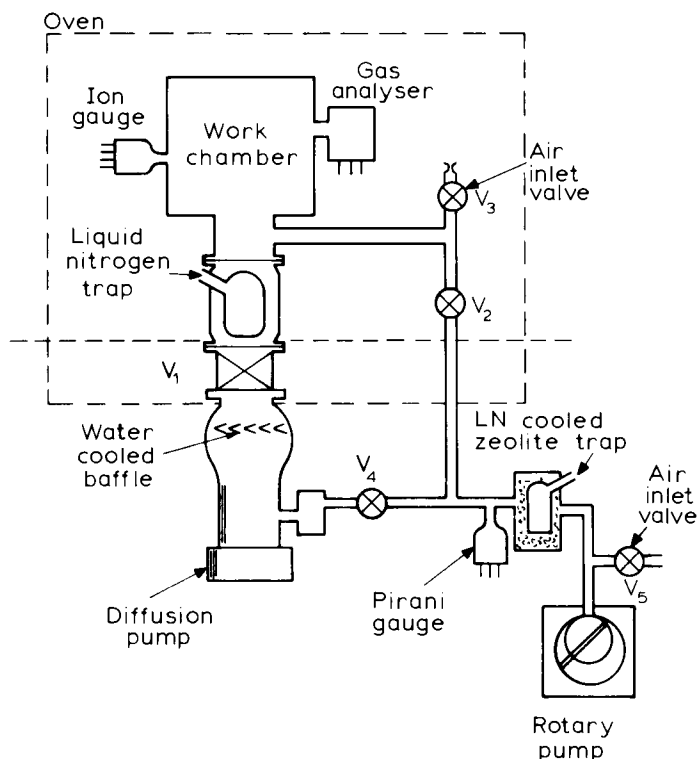 Oven
Ion
gauge
Work
chamber
Gas
analyser
Air
inlet
valve
V3
Liquid
nitrogen
trap
V2
V1
Water
cooled
baffle
LN cooled
zeolite trap
V4
Air
inlet
valve
V5
Diffusion
pump
Pirani
gauge
Rotary
pump